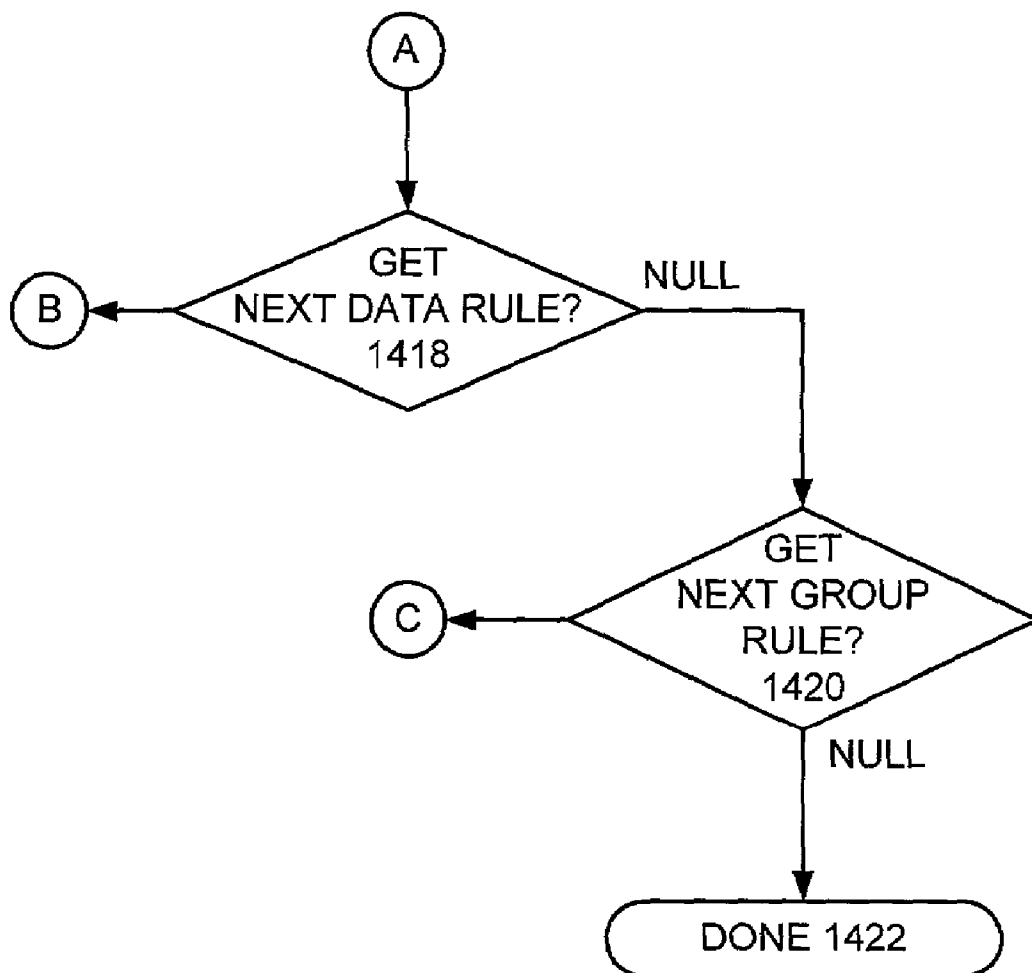 A
GET
NEXT DATA RULE?
1418
NULL
B
GET
NEXT GROUP
RULE?
1420
C
NULL
DONE 1422